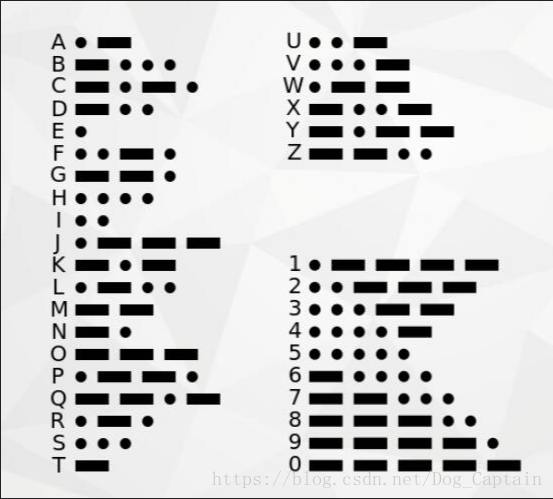 A ● ▬
B ▬ ● ● ●
C ▬ ● ▬ ●
D ▬ ● ●
E ●
F ● ● ▬ ●
G ▬ ▬ ●
H ● ● ● ●
I ● ●
J ● ▬ ▬ ▬
K ▬ ● ▬
L ● ▬ ● ●
M ▬ ▬
N ▬ ●
O ▬ ▬ ▬
P ● ▬ ▬ ●
Q ▬ ▬ ● ▬
R ● ▬ ●
S ● ● ●
T ▬
U ● ● ▬
V ● ● ● ▬
W ● ▬ ▬
X ▬ ● ● ▬
Y ▬ ● ▬ ▬
Z ▬ ▬ ● ●
1 ● ▬ ▬ ▬ ▬
2 ● ● ▬ ▬ ▬
3 ● ● ● ▬ ▬
4 ● ● ● ● ▬
5 ● ● ● ● ●
6 ▬ ● ● ● ●
7 ▬ ▬ ● ● ●
8 ▬ ▬ ▬ ● ●
9 ▬ ▬ ▬ ▬ ●
0 ▬ ▬ ▬ ▬ ▬
https://blog.csdn.net/Dog_Captain